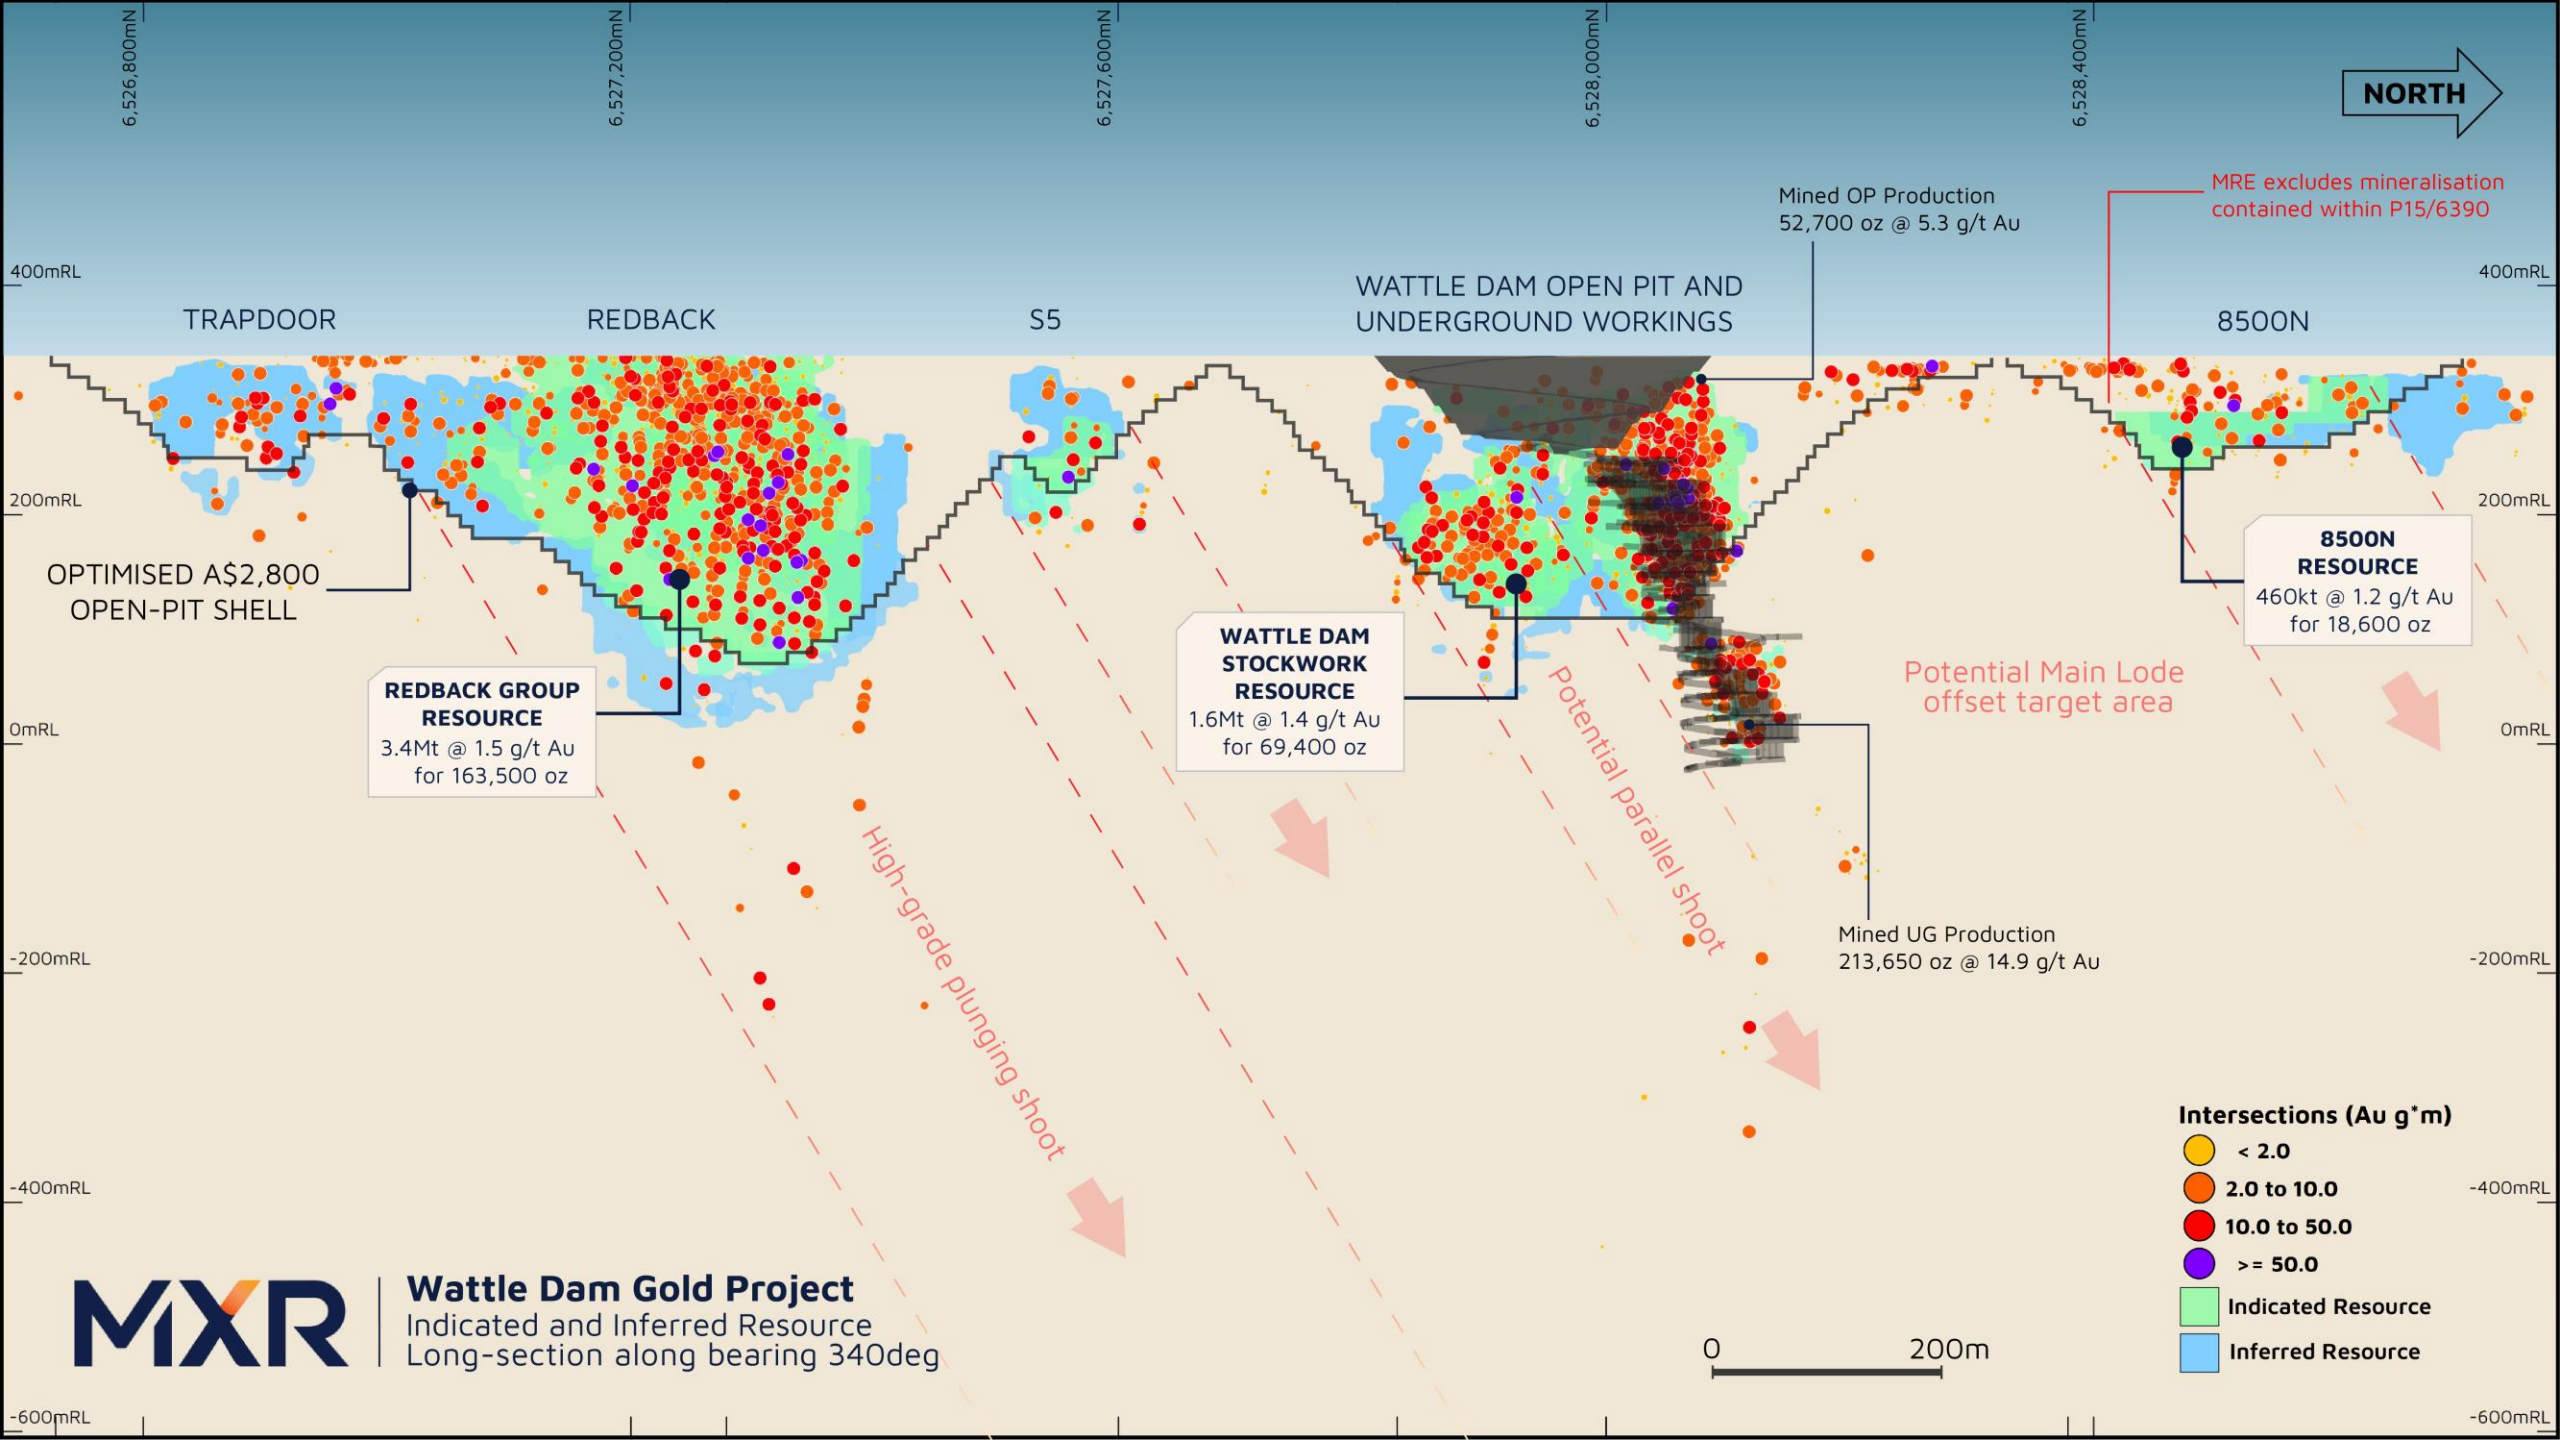 6,526,800mN
6,527,200mN
6,527,600mN
6,528,000mN
6,528,400mN
NORTH
MRE excludes mineralisation
contained within P15/6390
Mined OP Production
52,700 oz @ 5.3 g/t Au
400mRL
400mRL
TRAPDOOR
REDBACK
S5
WATTLE DAM OPEN PIT AND
UNDERGROUND WORKINGS
8500N
200mRL
200mRL
OPTIMISED A$2,800
OPEN-PIT SHELL
8500N
RESOURCE
460kt @ 1.2 g/t Au
for 18,600 oz
WATTLE DAM
STOCKWORK
RESOURCE
1.6Mt @ 1.4 g/t Au
for 69,400 oz
REDBACK GROUP
RESOURCE
3.4Mt @ 1.5 g/t Au
for 163,500 oz
Potential Main Lode
offset target area
Potential parallel shoot
0mRL
0mRL
High-grade plunging shoot
Mined UG Production
213,650 oz @ 14.9 g/t Au
-200mRL
-200mRL
-400mRL
-400mRL
Intersections (Au g*m)
< 2.0
2.0 to 10.0
10.0 to 50.0
>= 50.0
Indicated Resource
Inferred Resource
MXR
Wattle Dam Gold Project
Indicated and Inferred Resource
Long-section along bearing 340deg
0 200m
-600mRL
-600mRL